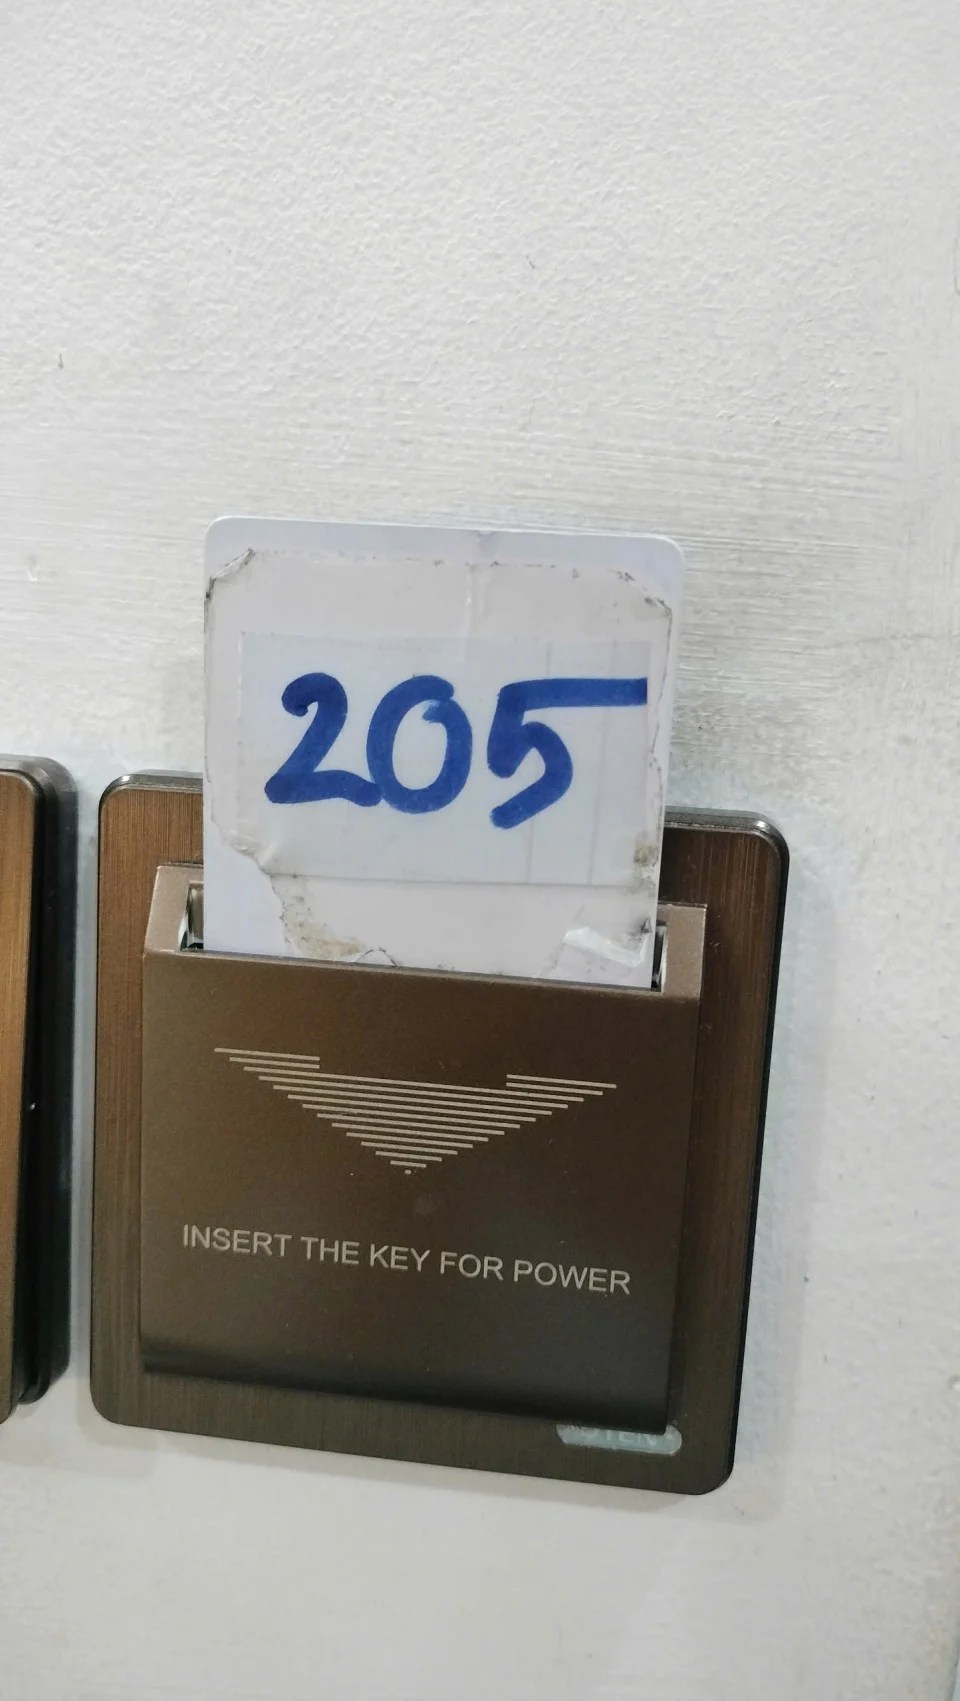 205
INSERT THE KEY FOR POWER